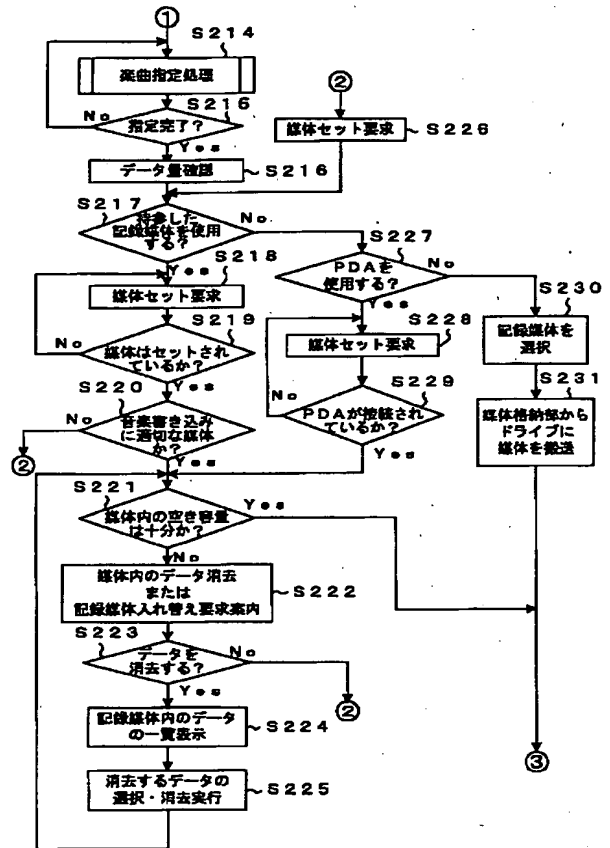 ①
S214
楽曲指定処理
S216
No
指定完了?
Yes
データ量確認
S216
②
媒体セット要求
S226
S217
持参した
記録媒体を使用
する?
No
Yes
S218
媒体セット要求
S219
No
媒体はセットされ
ているか?
Yes
S220
No
音楽書き込み
に適切な媒体
か?
②
Yes
S227
PDAを
使用する?
No
Yes
S228
媒体セット要求
S229
No
PDAが接続され
ているか?
Yes
S230
記録媒体を
選択
S231
媒体格納部から
ドライブに
媒体を搬送
S221
媒体内の空き容量
は十分か?
Yes
No
媒体内のデータ消去
または
記録媒体入れ替え要求案内
S222
S223
データを
消去する?
No
②
Yes
記録媒体内のデータ
の一覧表示
S224
消去するデータの
選択・消去実行
S225
③